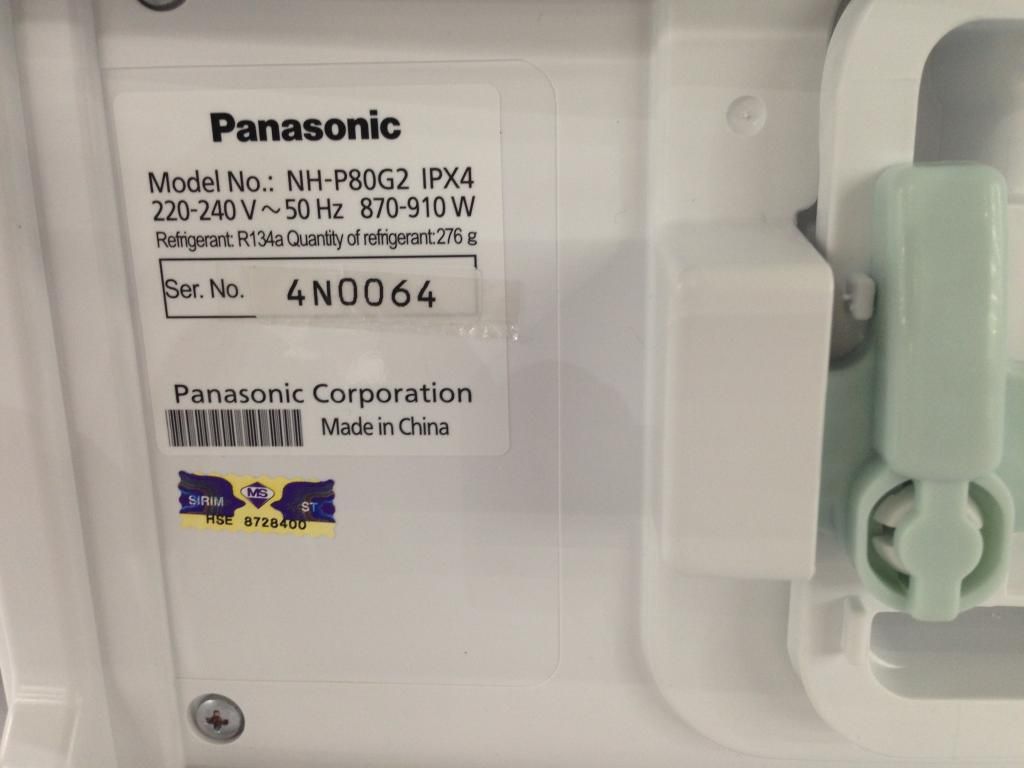 Panasonic
Model No.: NH-P80G2 IPX4
220-240 V ~ 50 Hz 870-910 W
Refrigerant: R134a Quantity of refrigerant:276 g
Ser. No. 4N0064
Panasonic Corporation
Made in China
MS
SIRIM ST
HSE 8728400